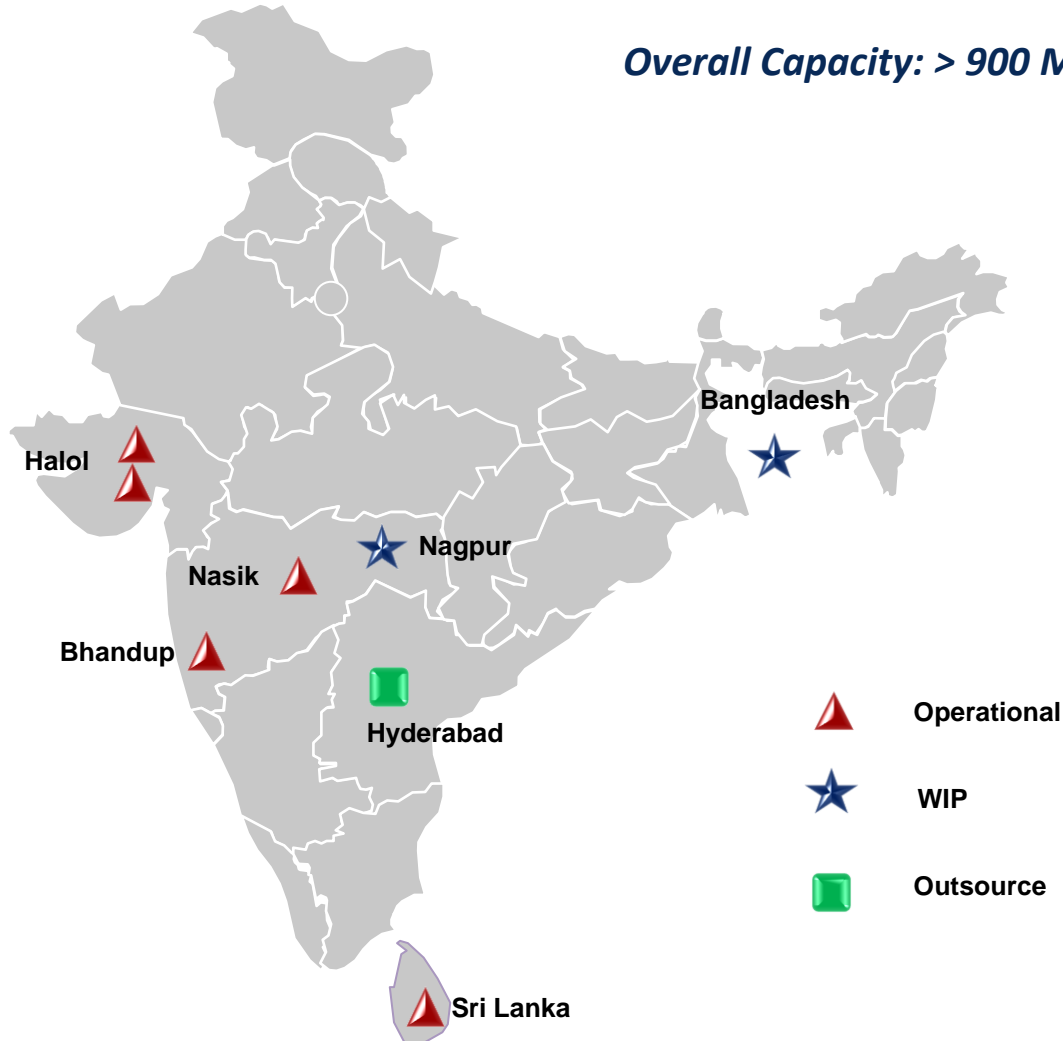 Overall Capacity: > 900 M
Bangladesh
Halol
Nagpur
Nasik
Bhandup
Operational
Hyderabad
WIP
Outsource
Sri Lanka